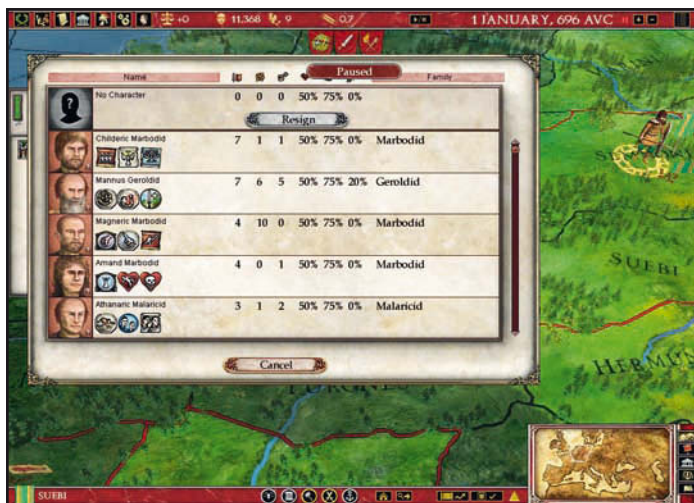 +0 11,368 9 0.7 1 JANUARY, 696 AVC
Paused
Name Family
No Character 0 0 0 50% 75% 0%
Resign
Childeric Marbodid 7 1 1 50% 75% 0% Marbodid
Mannus Geroldid 7 6 5 50% 75% 20% Geroldid
Magneric Marbodid 4 10 0 50% 75% 0% Marbodid
Amand Marbodid 4 0 1 50% 75% 0% Marbodid
Athanaric Malaricid 3 1 2 50% 75% 0% Malaricid
Cancel
SUEBI
HERMU
SUEBI